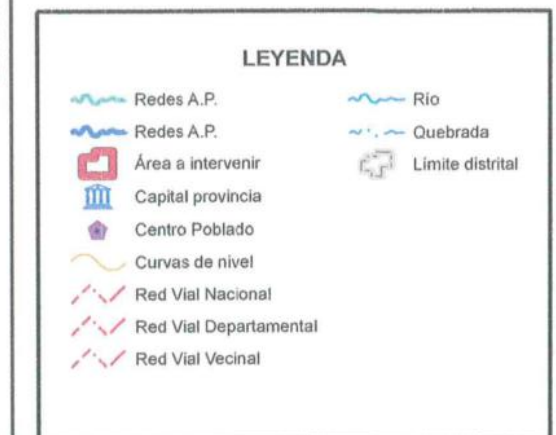 LEYENDA
Redes A.P.
Redes A.P.
Área a intervenir
Capital provincia
Centro Poblado
Curvas de nivel
Red Vial Nacional
Red Vial Departamental
Red Vial Vecinal
Río
Quebrada
Límite distrital